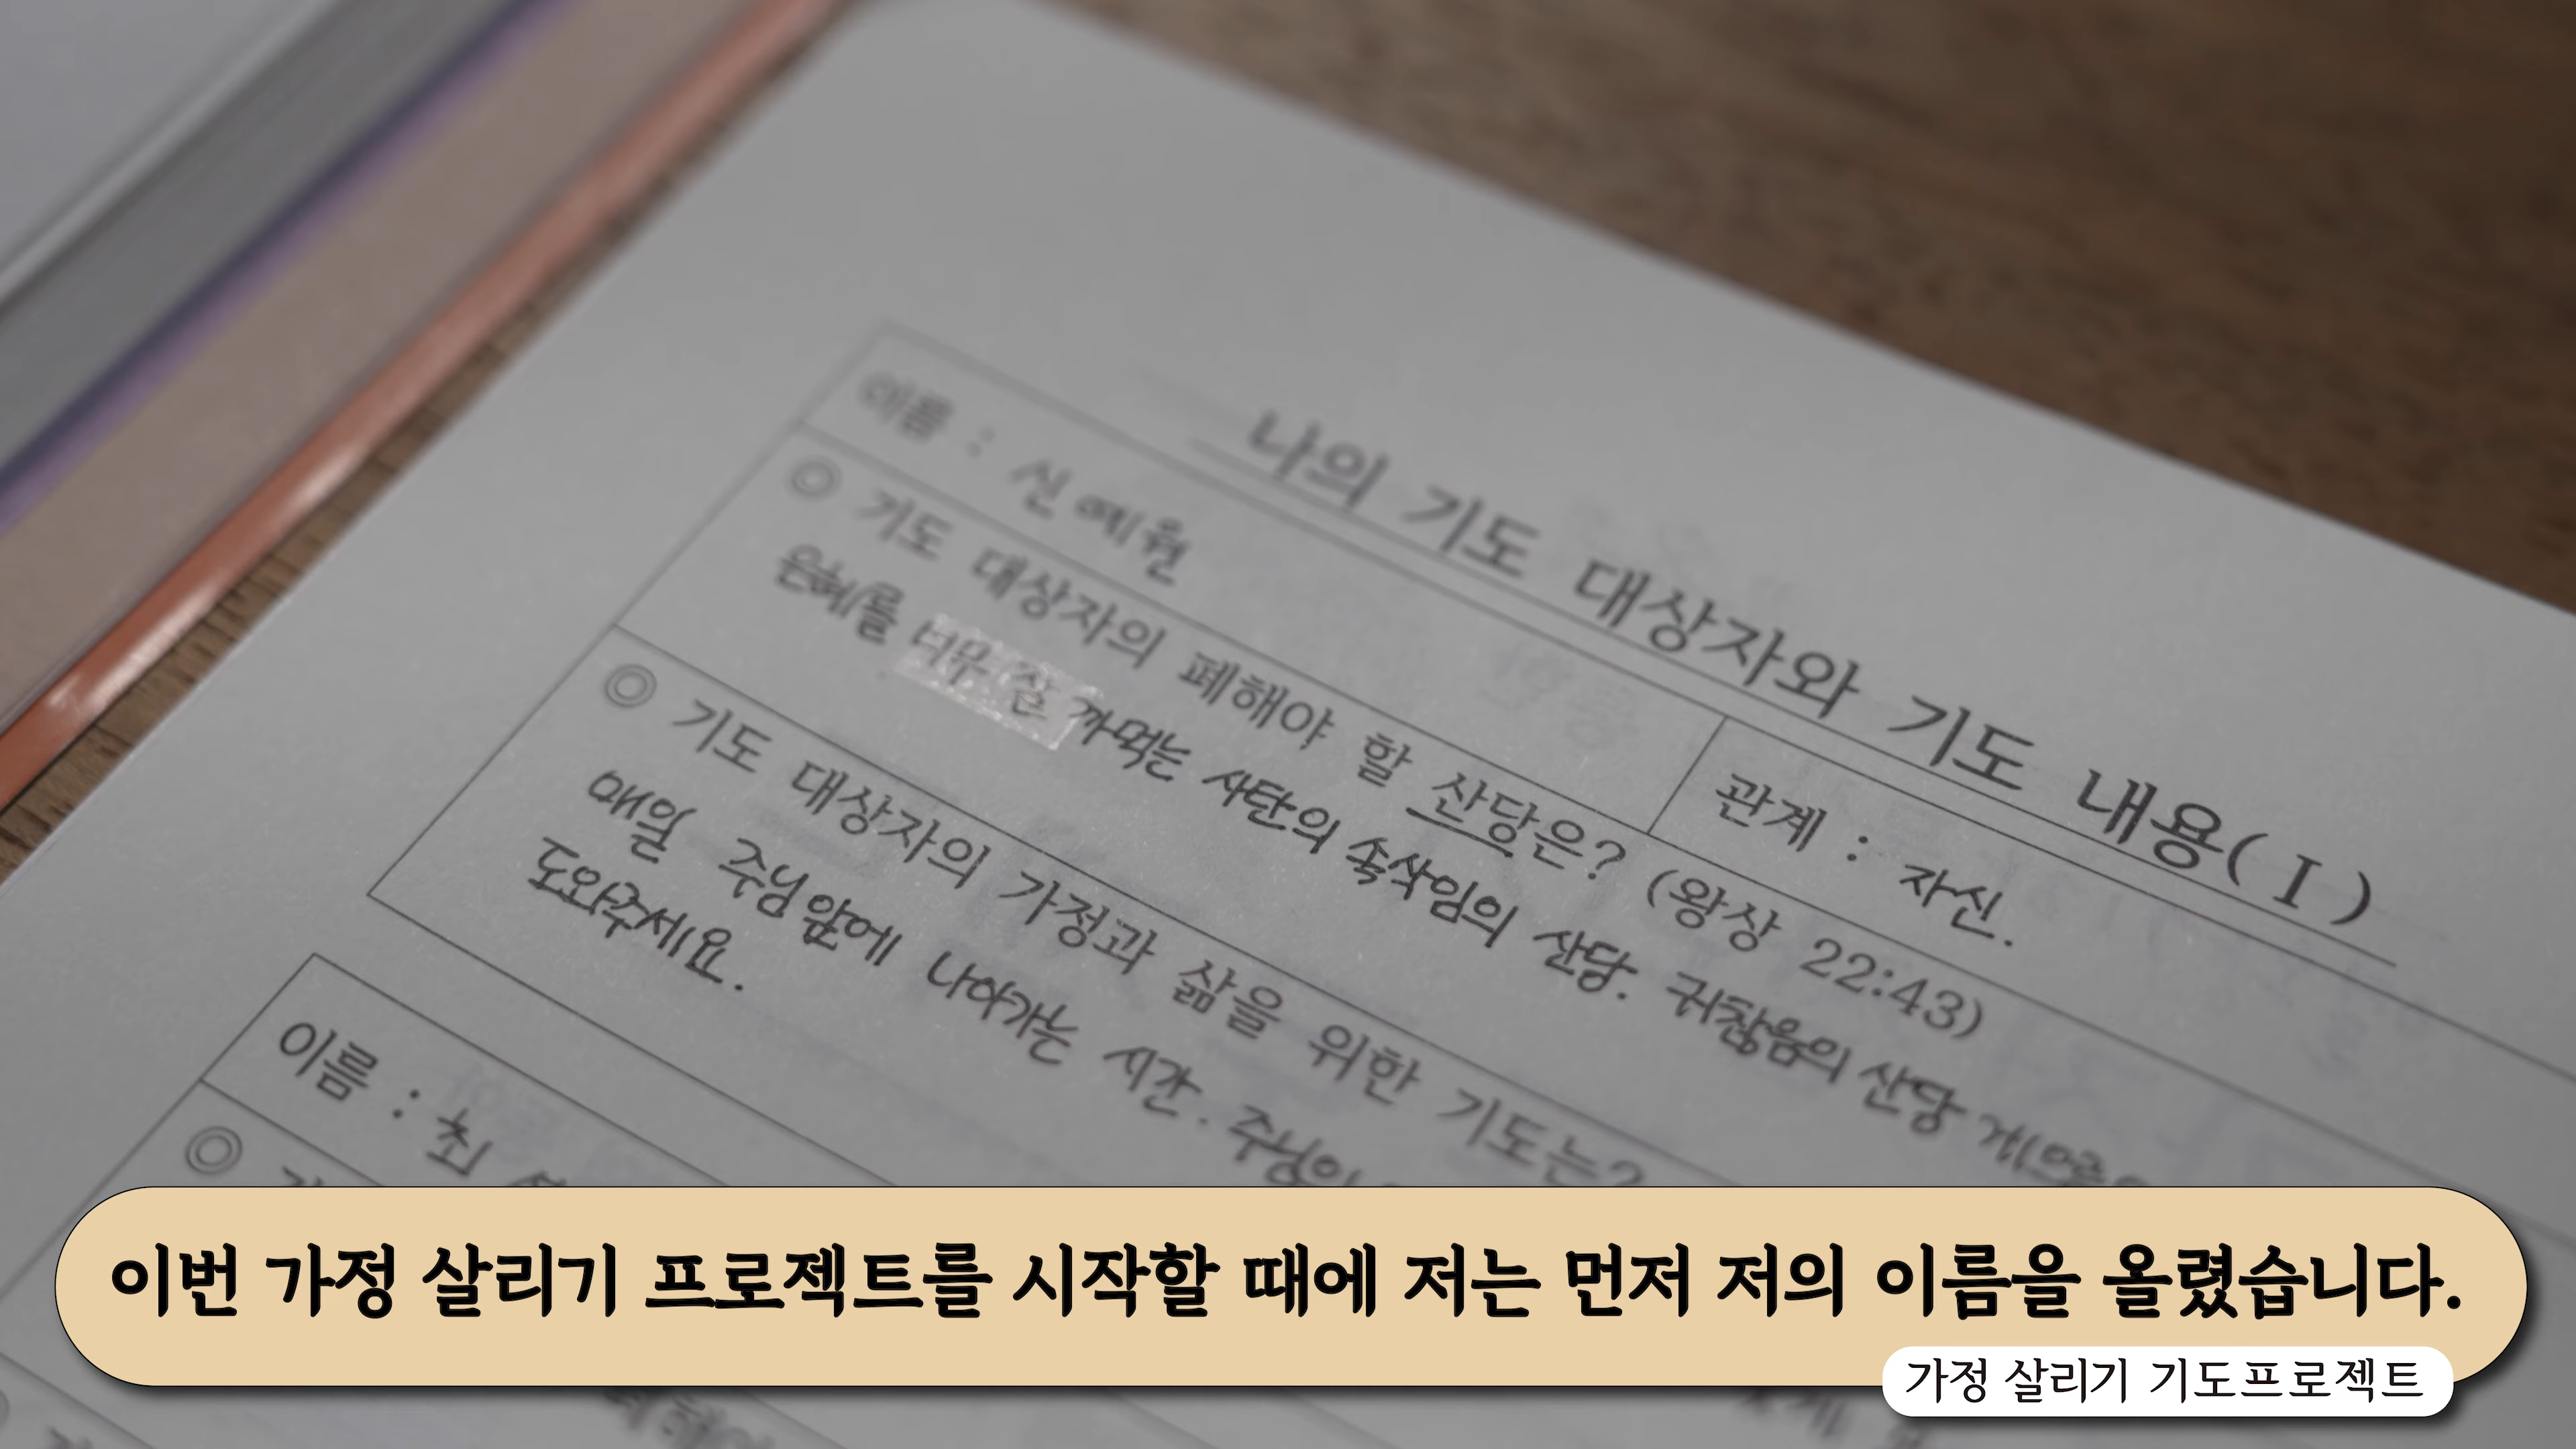 나의 기도 대상자와 기도 내용(Ⅰ)
이름 : 신예원
관계 : 자신.
◎ 기도 대상자의 폐해야 할 산당은? (왕상 22:43)
은혜를 너무 잘 까먹는 사탄의 속삭임의 산당. 귀찮음의 산당
◎ 기도 대상자의 가정과 삶을 위한 기도는?
매일 주님앞에 나아가는 시간. 주님의
도와주세요.
이름 : 최
◎
이번 가정 살리기 프로젝트를 시작할 때에 저는 먼저 저의 이름을 올렸습니다.
가정 살리기 기도프로젝트